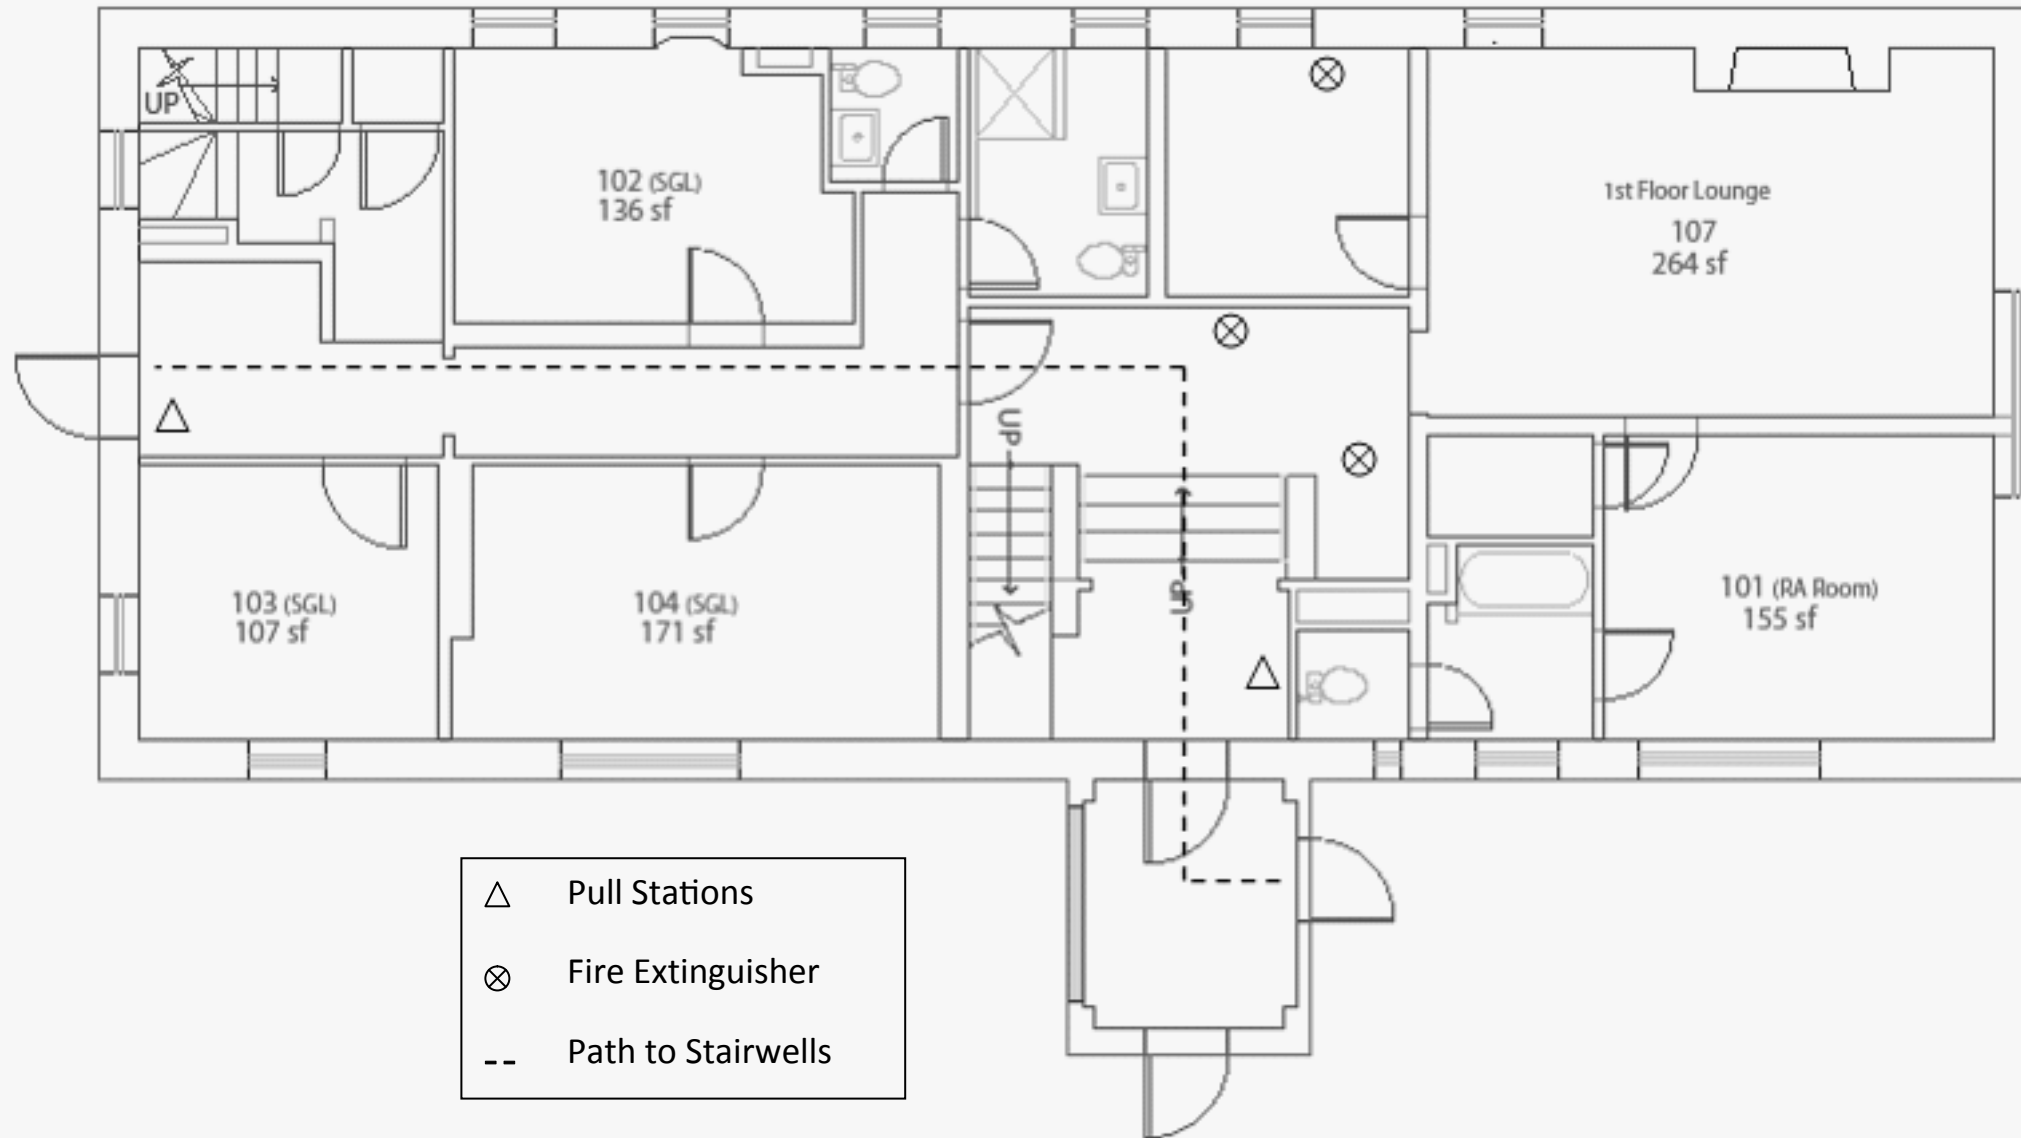 UP
102 (SGL)
136 sf
1st Floor Lounge
107
264 sf
UP
UP
103 (SGL)
107 sf
104 (SGL)
171 sf
101 (RA Room)
155 sf
Pull Stations
Fire Extinguisher
Path to Stairwells